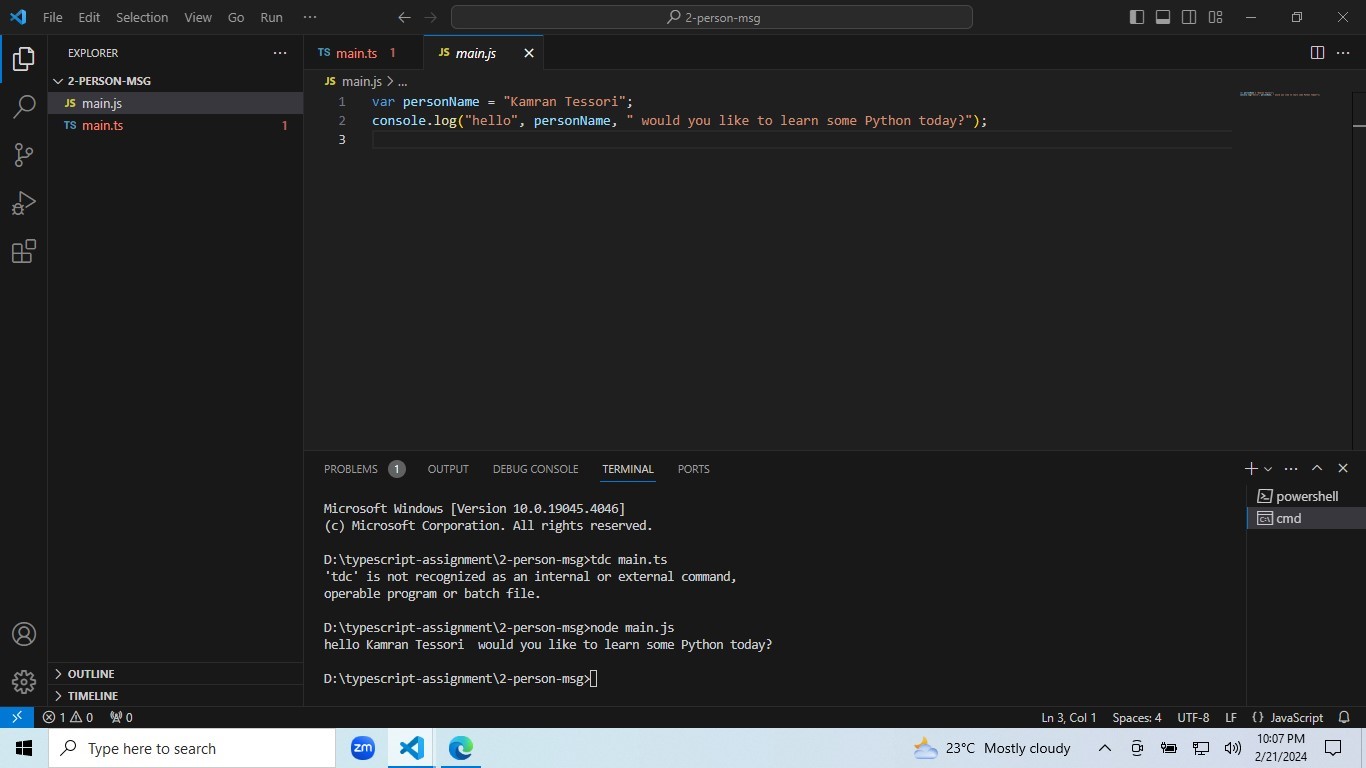 File Edit Selection View Go Run ··· 2-person-msg
EXPLORER ···
2-PERSON-MSG
JS main.js
TS main.ts 1
TS main.ts 1 JS main.js
JS main.js > ...
1 var personName = "Kamran Tessori";
2 console.log("hello", personName, " would you like to learn some Python today?");
3
PROBLEMS 1 OUTPUT DEBUG CONSOLE TERMINAL PORTS
Microsoft Windows [Version 10.0.19045.4046]
(c) Microsoft Corporation. All rights reserved.
D:\typescript-assignment\2-person-msg>tdc main.ts
'tdc' is not recognized as an internal or external command,
operable program or batch file.
D:\typescript-assignment\2-person-msg>node main.js
hello Kamran Tessori  would you like to learn some Python today?
D:\typescript-assignment\2-person-msg>
powershell
cmd
OUTLINE
TIMELINE
1 0 0 Ln 3, Col 1 Spaces: 4 UTF-8 LF {} JavaScript
Type here to search zm 23°C Mostly cloudy 10:07 PM
2/21/2024